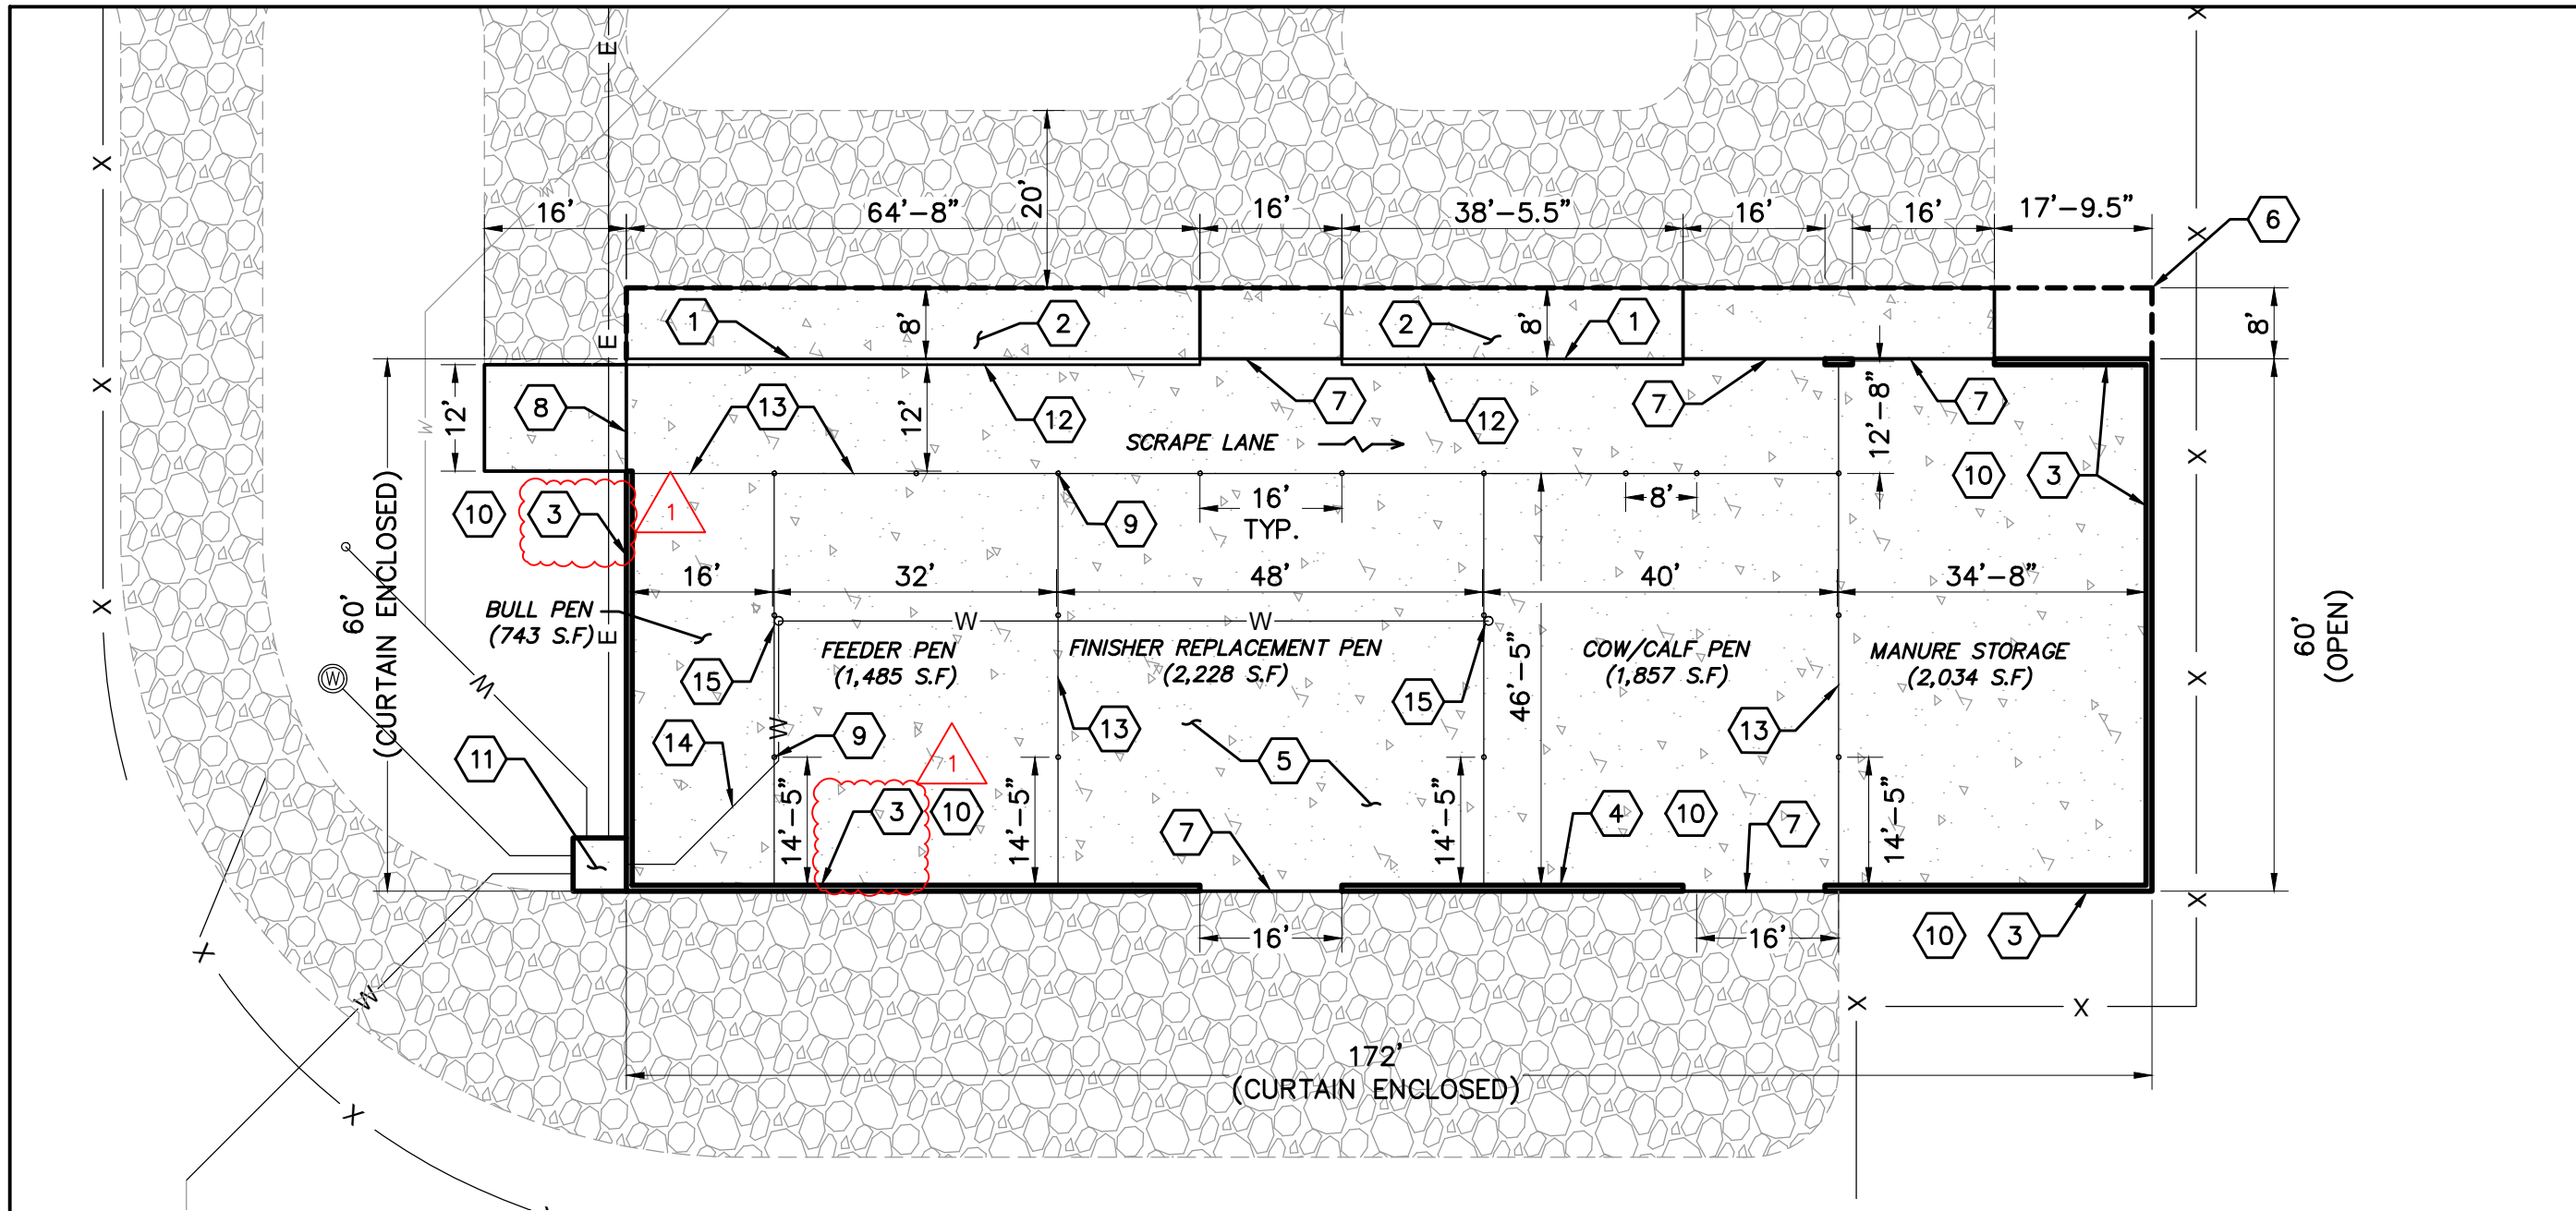 X
E
X
W
16'
64'-8"
20'
16'
38'-5.5"
16'
16'
17'-9.5"
6
X
E
1
8'
2
2
8'
1
8'
X
12'
8
13
12'
12
7
12
7
7
12'-8"
SCRAPE LANE
W
X
10
3
1
9
16'
TYP.
8'
10
3
60'
(CURTAIN ENCLOSED)
X
16'
32'
48'
40'
34'-8"
BULL PEN
(743 S.F)
E
W
W
FEEDER PEN
(1,485 S.F)
FINISHER REPLACEMENT PEN
(2,228 S.F)
46'-5"
COW/CALF PEN
(1,857 S.F)
MANURE STORAGE
(2,034 S.F)
60'
(OPEN)
W
W
15
15
X
11
14
W
9
1
13
5
13
14'-5"
3
10
14'-5"
7
14'-5"
4
10
7
14'-5"
X
X
16'
16'
10
3
W
X
X
172'
(CURTAIN ENCLOSED)
X